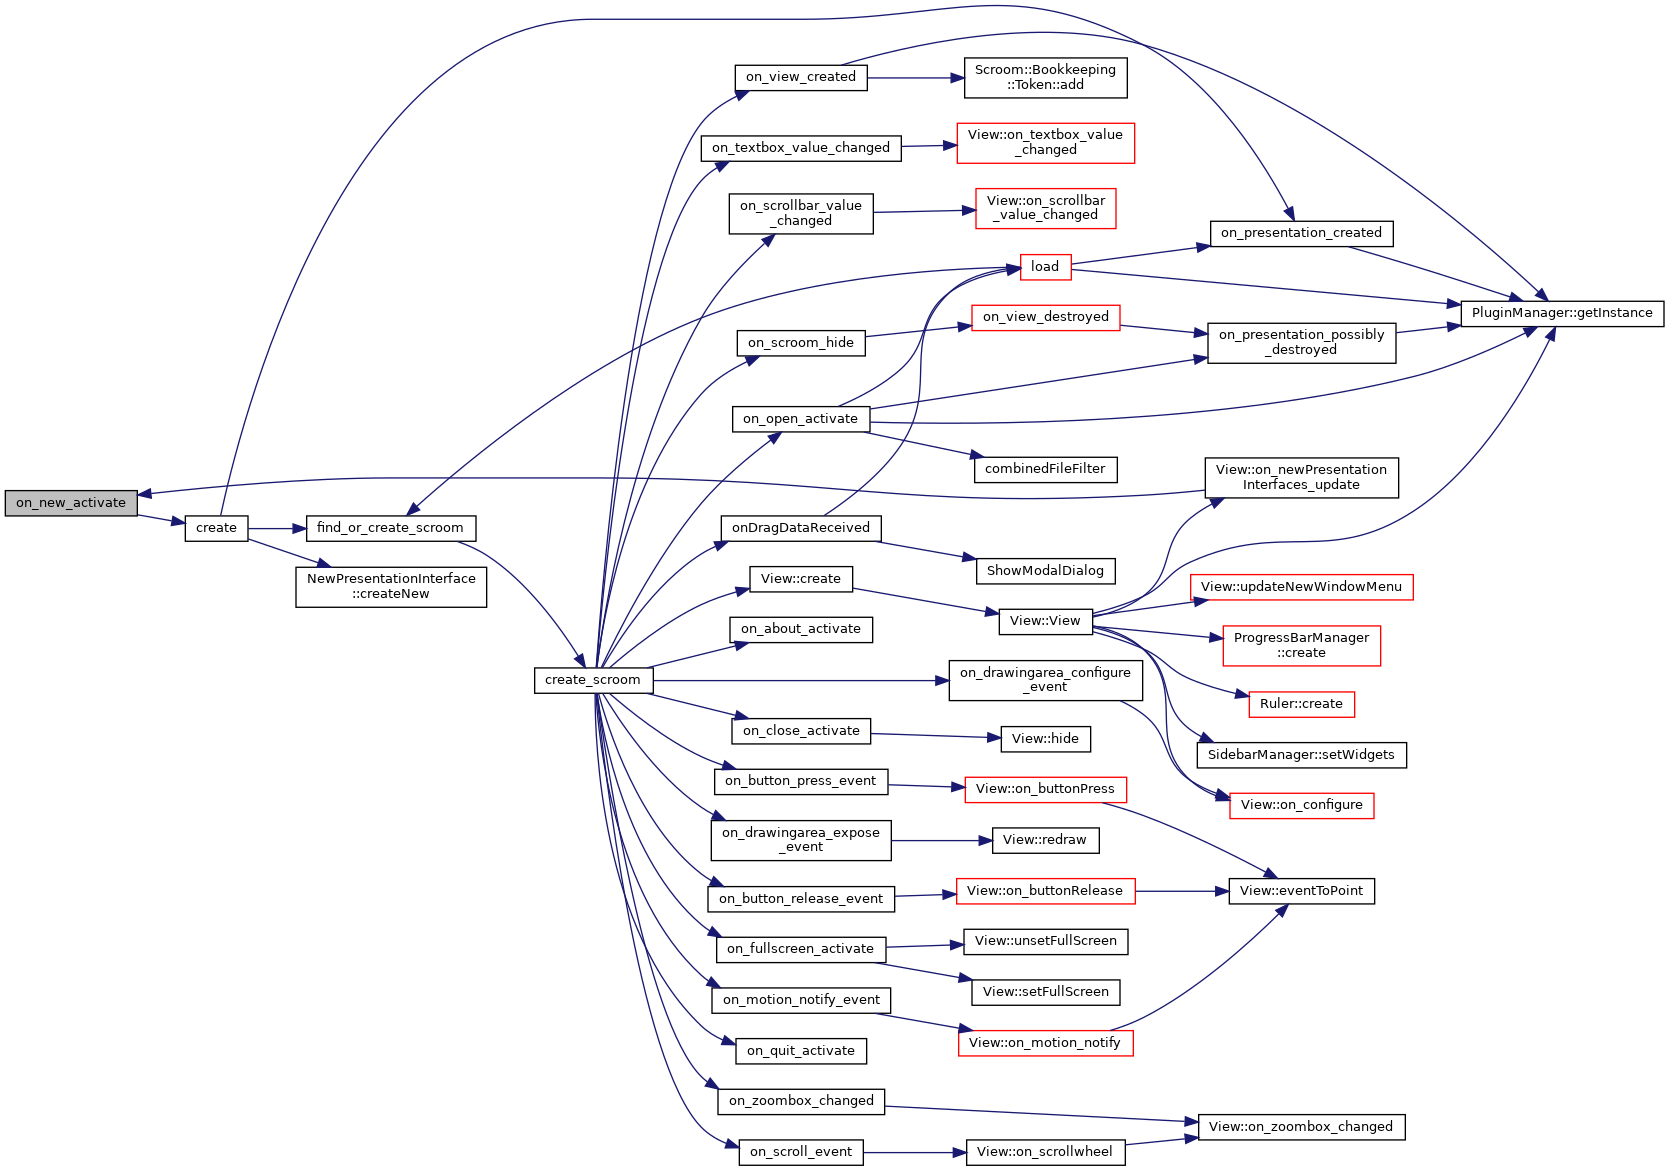 on_new_activate
create
find_or_create_scroom
NewPresentationInterface
::createNew
create_scroom
on_view_created
on_textbox_value_changed
on_scrollbar_value
_changed
on_scroom_hide
on_open_activate
onDragDataReceived
View::create
on_about_activate
on_close_activate
on_button_press_event
on_drawingarea_expose
_event
on_button_release_event
on_fullscreen_activate
on_motion_notify_event
on_quit_activate
on_zoombox_changed
on_scroll_event
Scroom::Bookkeeping
::Token::add
View::on_textbox_value
_changed
View::on_scrollbar
_value_changed
load
on_view_destroyed
combinedFileFilter
ShowModalDialog
View::View
on_drawingarea_configure
_event
View::hide
View::on_buttonPress
View::redraw
View::on_buttonRelease
View::unsetFullScreen
View::setFullScreen
View::on_motion_notify
View::on_scrollwheel
on_presentation_created
on_presentation_possibly
_destroyed
View::on_newPresentation
Interfaces_update
View::updateNewWindowMenu
ProgressBarManager
::create
Ruler::create
SidebarManager::setWidgets
View::on_configure
View::eventToPoint
View::on_zoombox_changed
PluginManager::getInstance